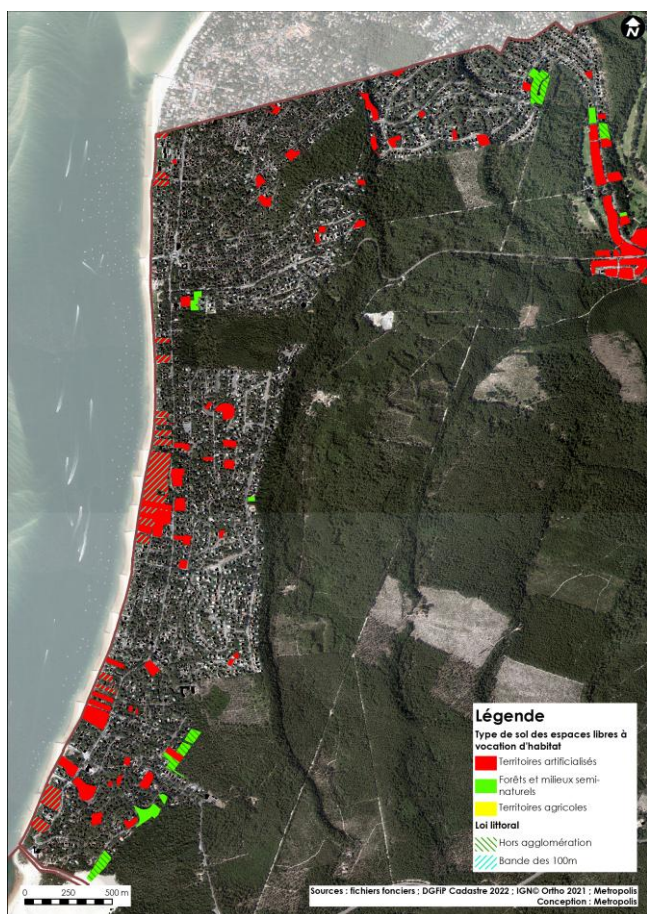 N
Légende
Type de sol des espaces libres à
vocation d'habitat
Territoires artificialisés
Forêts et milieux semi-
naturels
Territoires agricoles
Loi littoral
Hors agglomération
Bande des 100m
0 250 500 m
Sources : fichiers fonciers ; DGFiP Cadastre 2022 ; IGN© Ortho 2021 ; Metropolis
Conception : Metropolis